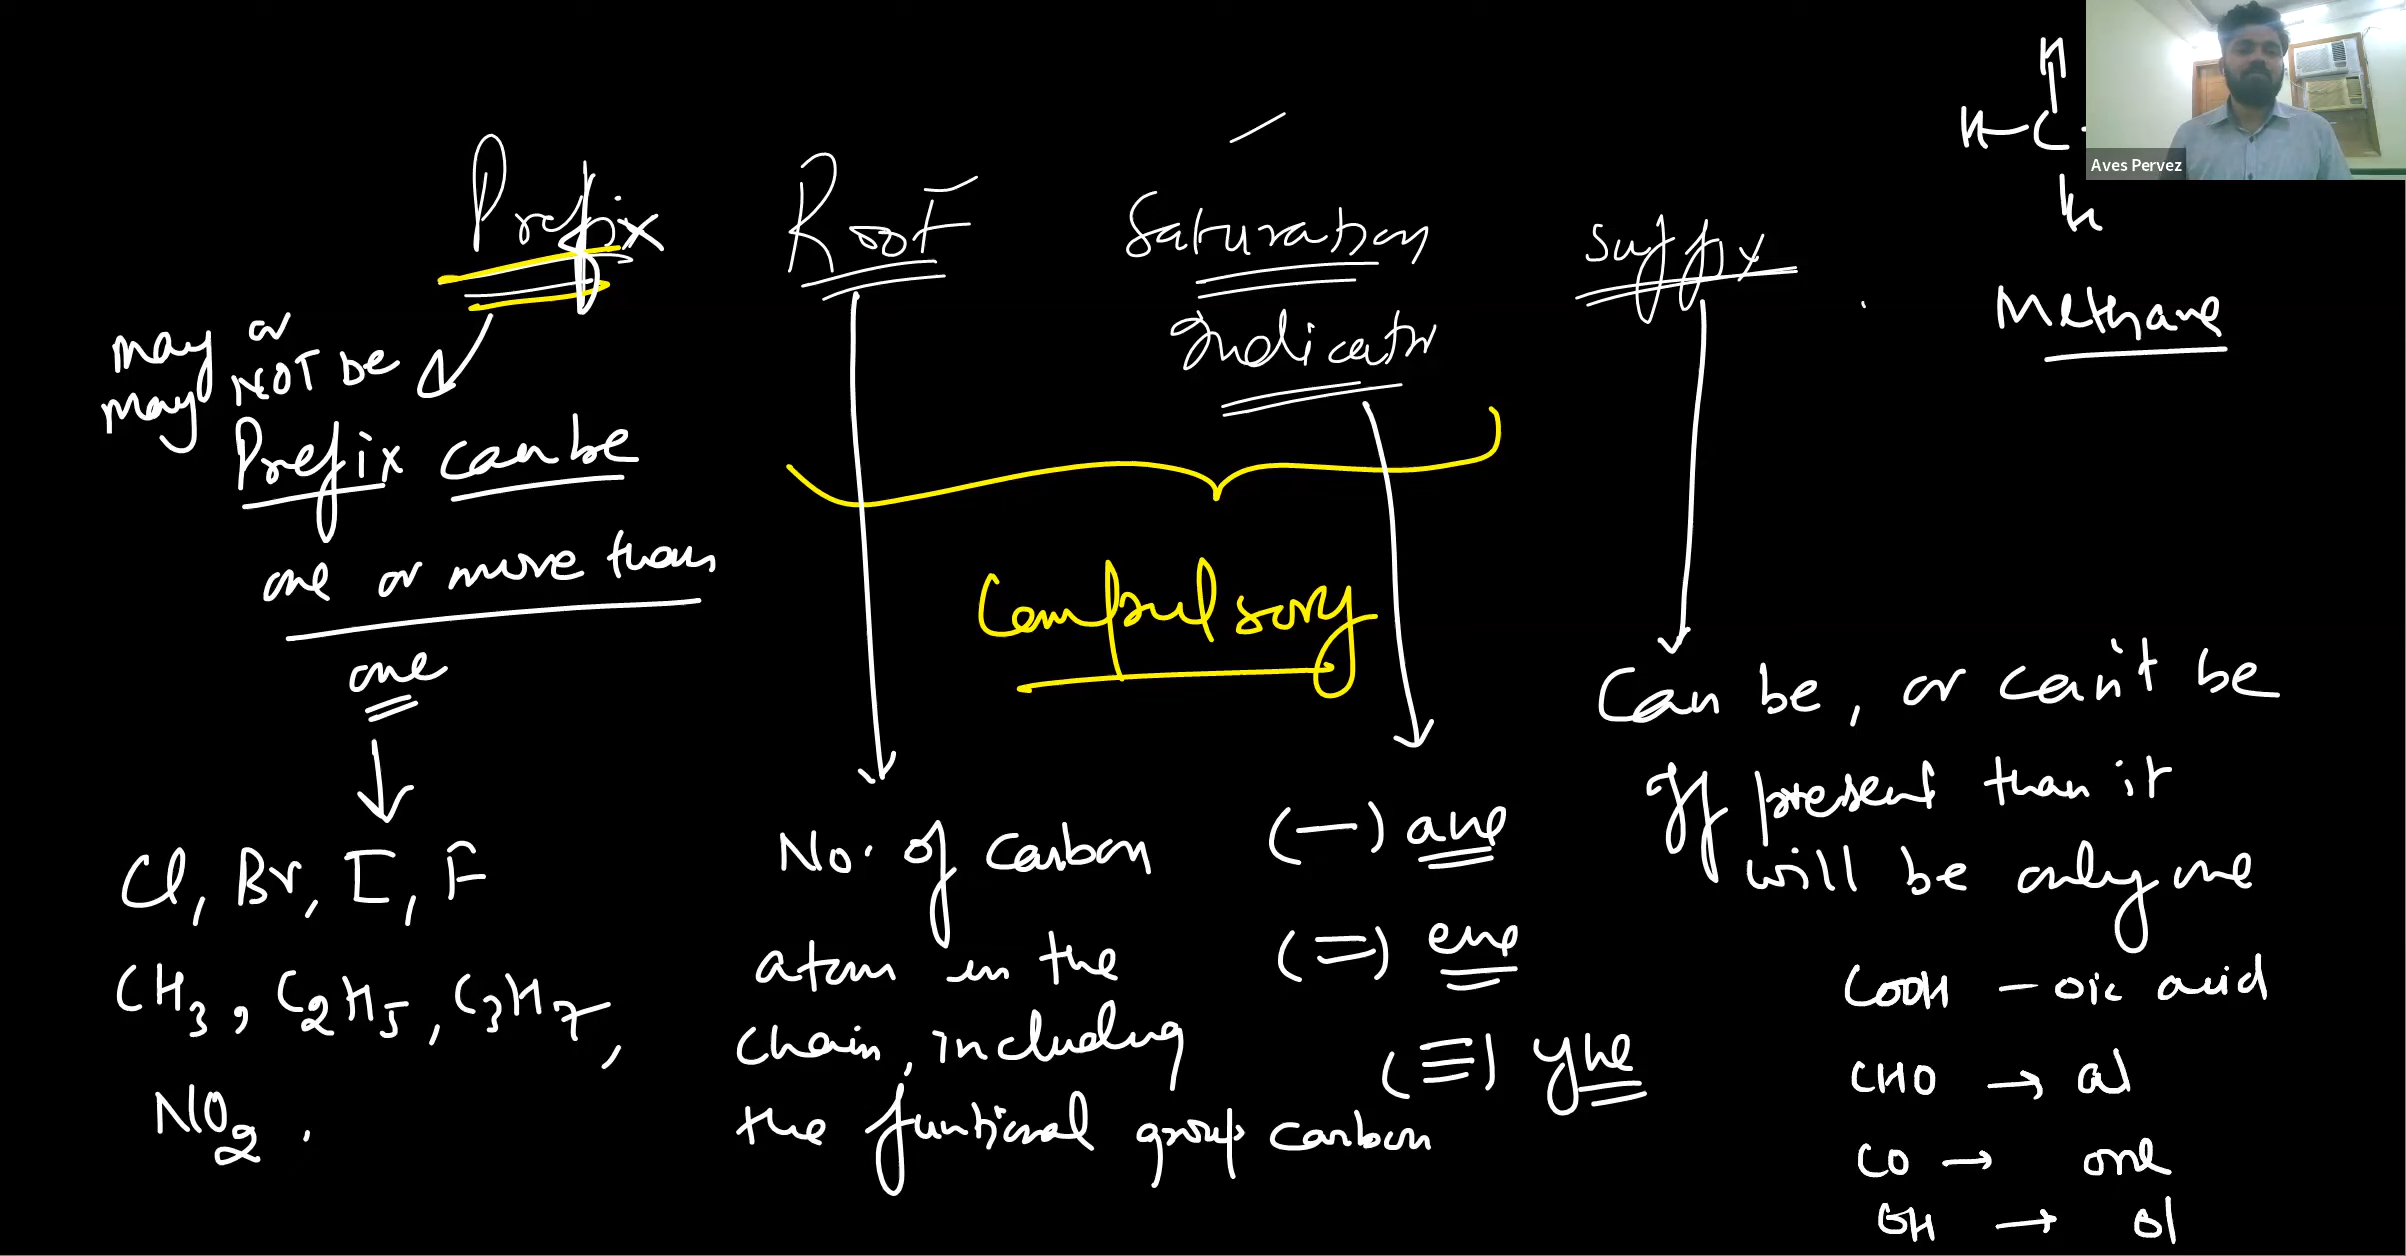 H
H-C-
H
Aves Pervez
Prefix Root Saturation Indicator Suffix
Methane
may or
may NOT be
Prefix can be
one or more than
one
Compulsory
Cl, Br, I, F
CH3, C2H5, C3H7,
NO2.
No. of carbon
atom in the
chain, including
the funtional group carbon
(—) ane
(=) ene
(≡) yne
Can be, or can't be
If present than it
will be only one
COOH — oic acid
CHO → al
CO → one
OH → ol